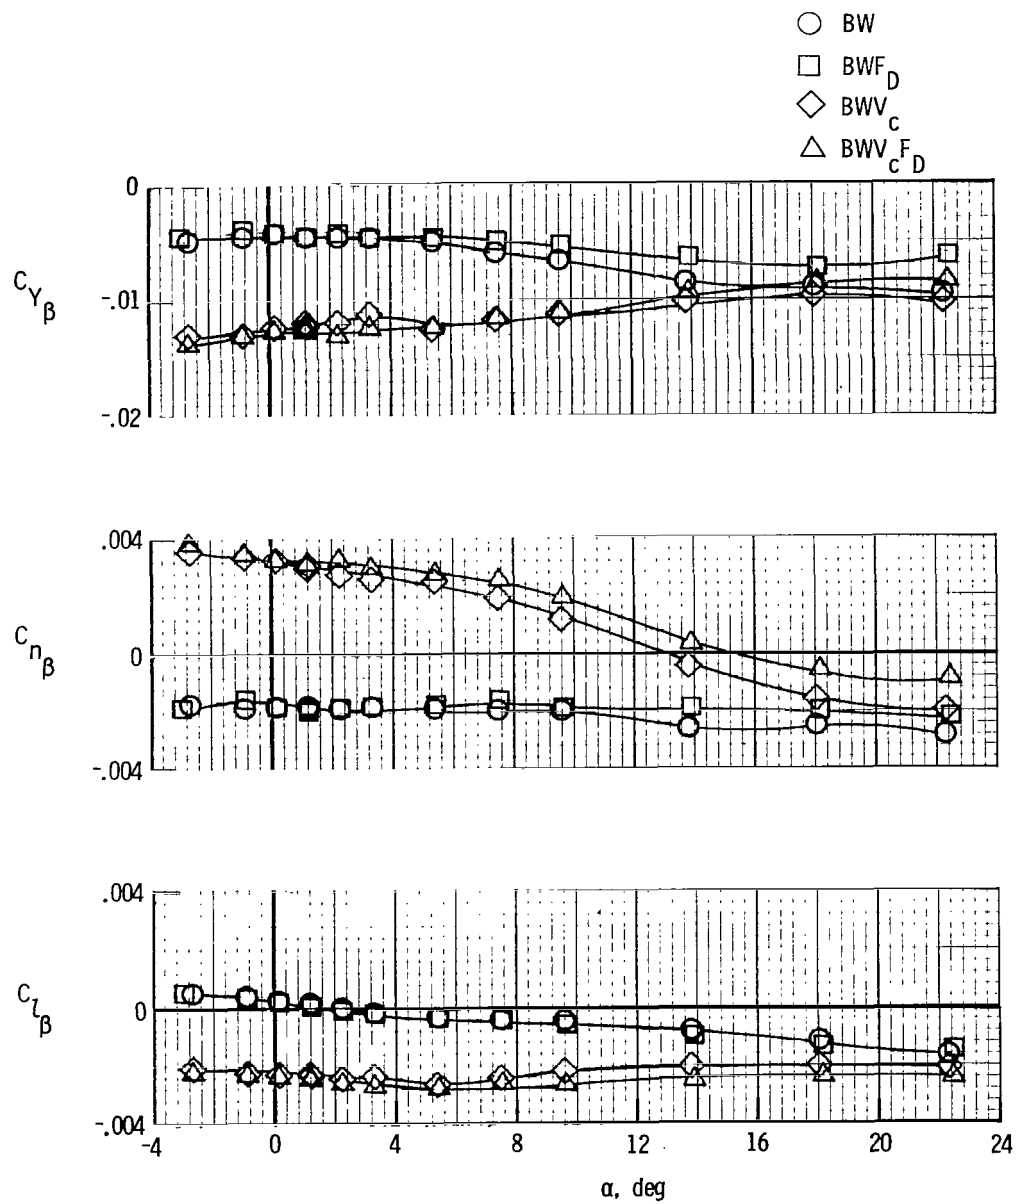 BW
BWF_D
BWV_c
BWV_cF_D
0
C_Yβ
-.01
-.02
.004
C_nβ
0
-.004
.004
C_lβ
0
-.004
-4 0 4 8 12 16 20 24
α, deg